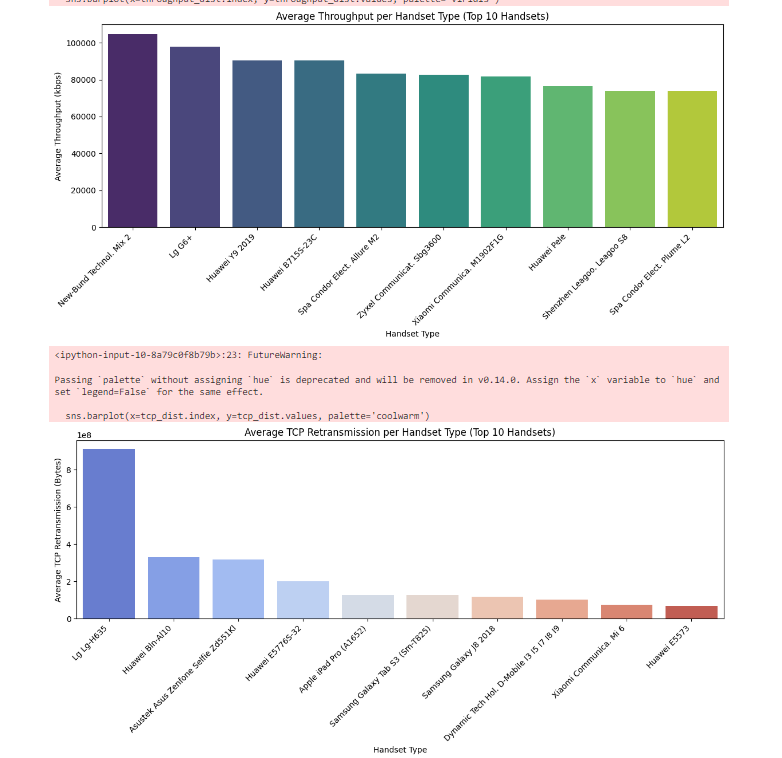 sns.barplot(x=throughput_dist.index, y=throughput_dist.values, palette='viridis')
Average Throughput per Handset Type (Top 10 Handsets)
Average Throughput (kbps)
100000
80000
60000
40000
20000
0
New-Bund Technol. Mix 2
Lg G6+
Huawei Y9 2019
Huawei B715S-23C
Spa Condor Elect. Allure M2
Zyxel Communicat. Sbg3600
Xiaomi Communica. M1902F1G
Huawei Pele
Shenzhen Leagoo. Leagoo S8
Spa Condor Elect. Plume L2
Handset Type
<ipython-input-10-8a79c0f8b79b>:23: FutureWarning:
Passing `palette` without assigning `hue` is deprecated and will be removed in v0.14.0. Assign the `x` variable to `hue` and
set `legend=False` for the same effect.
sns.barplot(x=tcp_dist.index, y=tcp_dist.values, palette='coolwarm')
Average TCP Retransmission per Handset Type (Top 10 Handsets)
1e8
Average TCP Retransmission (Bytes)
8
6
4
2
0
Lg Lg-H635
Huawei Bln-Al10
Asustek Asus Zenfone Selfie Zd551Kl
Huawei E5776S-32
Apple iPad Pro (A1652)
Samsung Galaxy Tab S3 (Sm-T825)
Samsung Galaxy J8 2018
Dynamic Tech Hol. D-Mobile I3 I5 I7 I8 I9
Xiaomi Communica. Mi 6
Huawei E5573
Handset Type